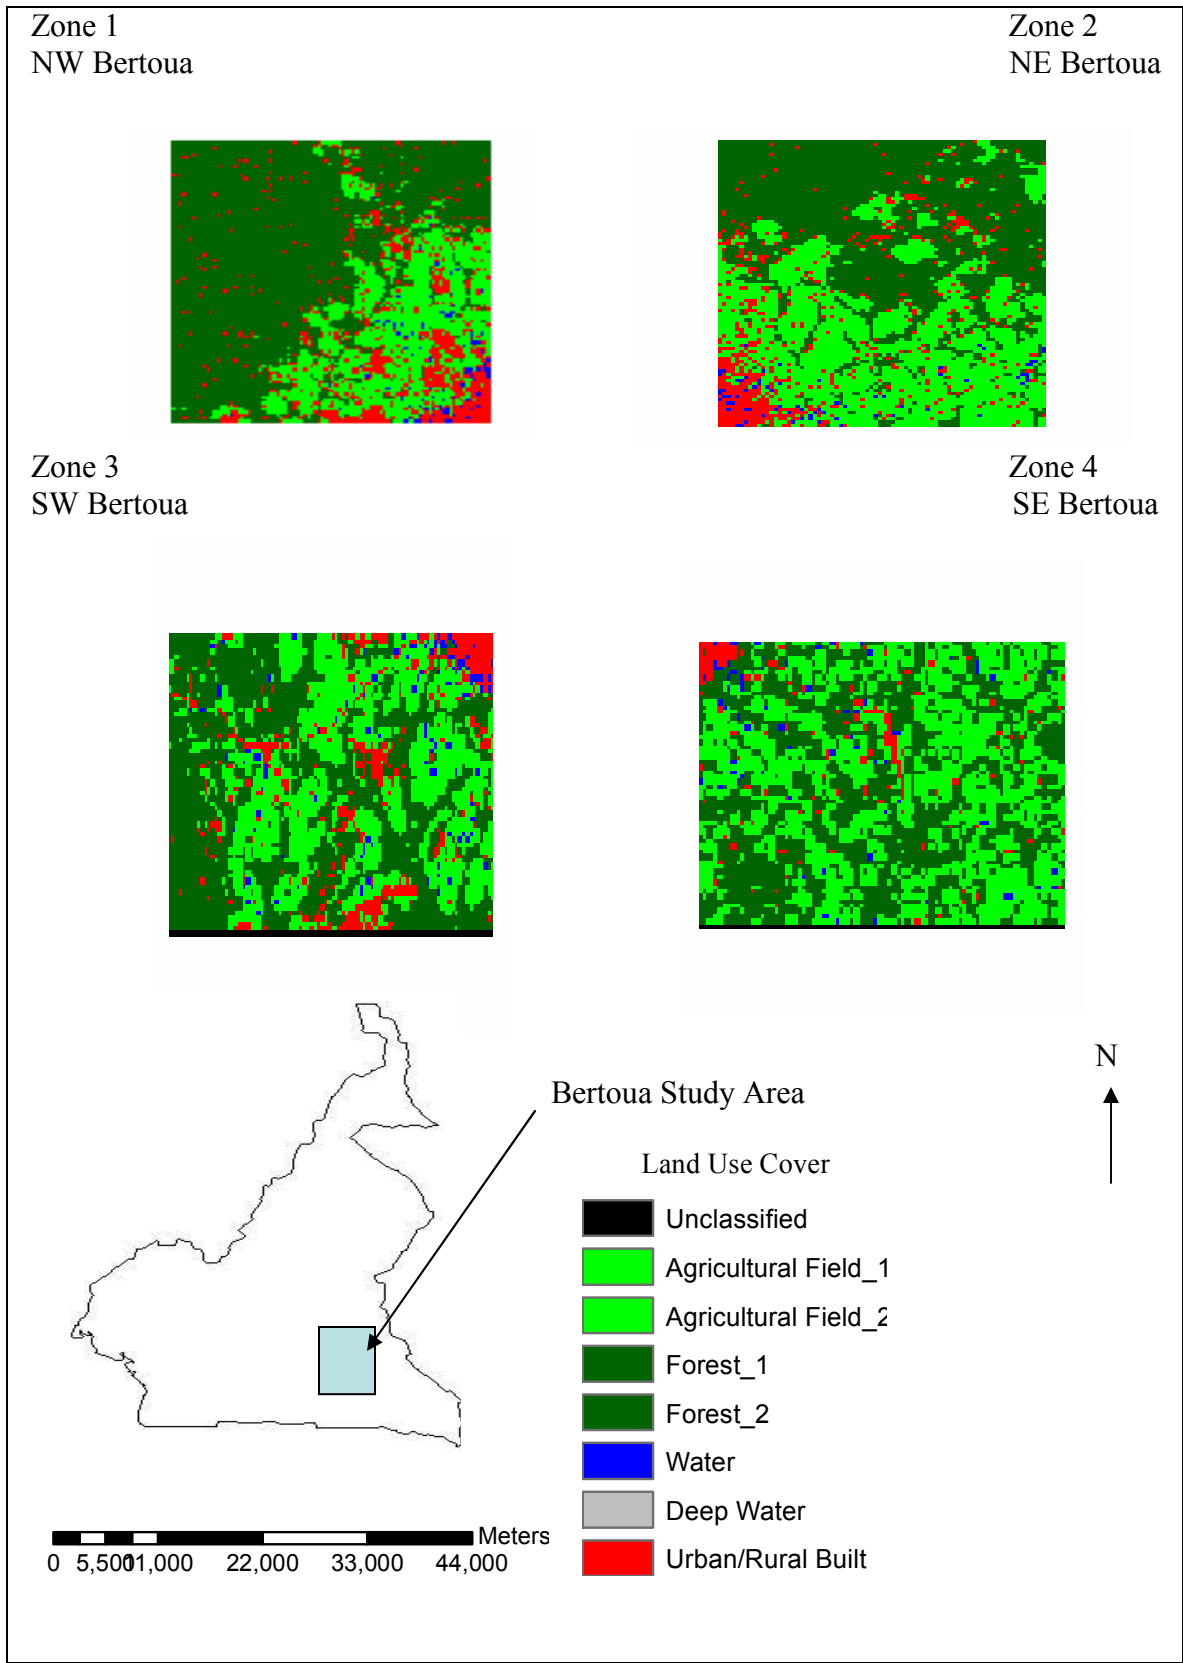 Zone 1
NW Bertoua
Zone 2
NE Bertoua
Zone 3
SW Bertoua
Zone 4
SE Bertoua
N
Bertoua Study Area
Land Use Cover
Unclassified
Agricultural Field_1
Agricultural Field_2
Forest_1
Forest_2
Water
Deep Water
Urban/Rural Built
Meters
0 5,500 11,000 22,000 33,000 44,000